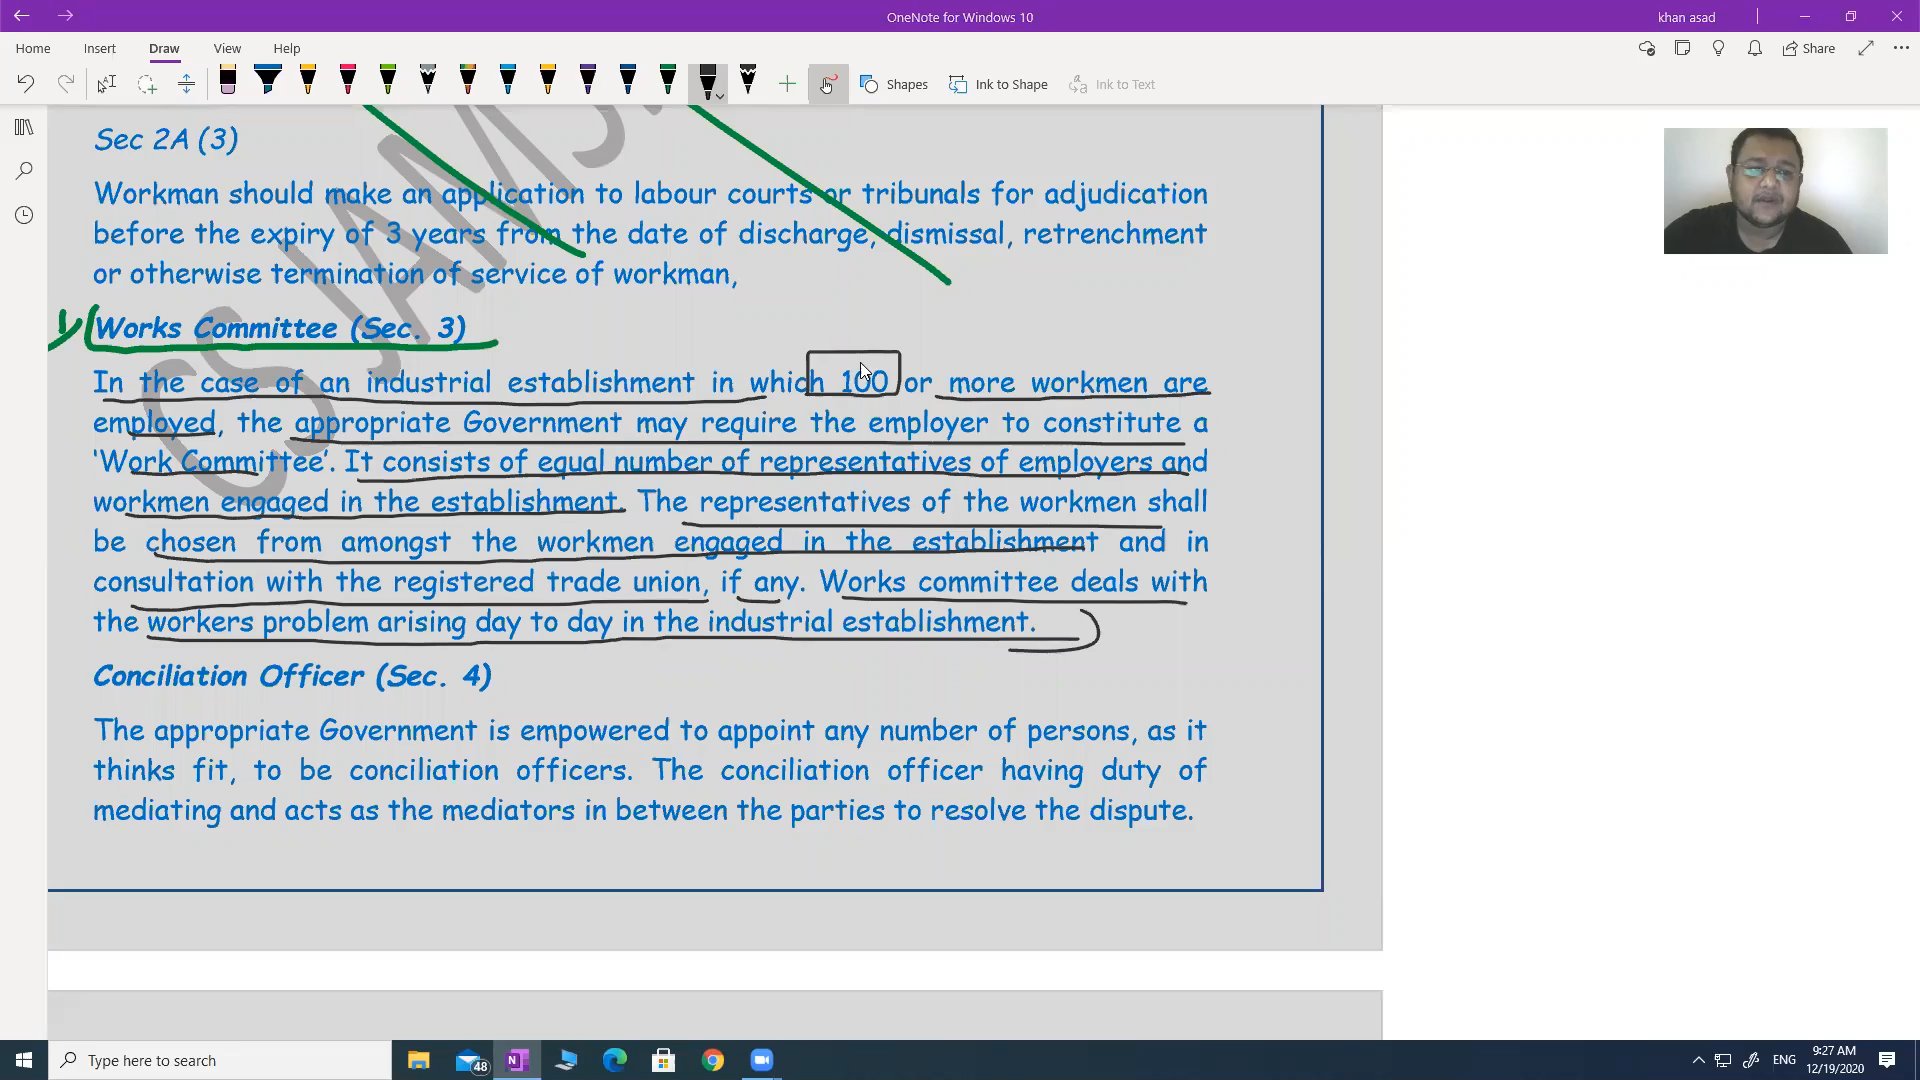 OneNote for Windows 10
khan asad
Home Insert Draw View Help
Share
Shapes Ink to Shape Ink to Text
Sec 2A (3)
Workman should make an application to labour courts or tribunals for adjudication
before the expiry of 3 years from the date of discharge, dismissal, retrenchment
or otherwise termination of service of workman,
Works Committee (Sec. 3)
In the case of an industrial establishment in which 100 or more workmen are
employed, the appropriate Government may require the employer to constitute a
'Work Committee'. It consists of equal number of representatives of employers and
workmen engaged in the establishment. The representatives of the workmen shall
be chosen from amongst the workmen engaged in the establishment and in
consultation with the registered trade union, if any. Works committee deals with
the workers problem arising day to day in the industrial establishment.
Conciliation Officer (Sec. 4)
The appropriate Government is empowered to appoint any number of persons, as it
thinks fit, to be conciliation officers. The conciliation officer having duty of
mediating and acts as the mediators in between the parties to resolve the dispute.
CS JAMS
Type here to search
48
ENG
9:27 AM
12/19/2020